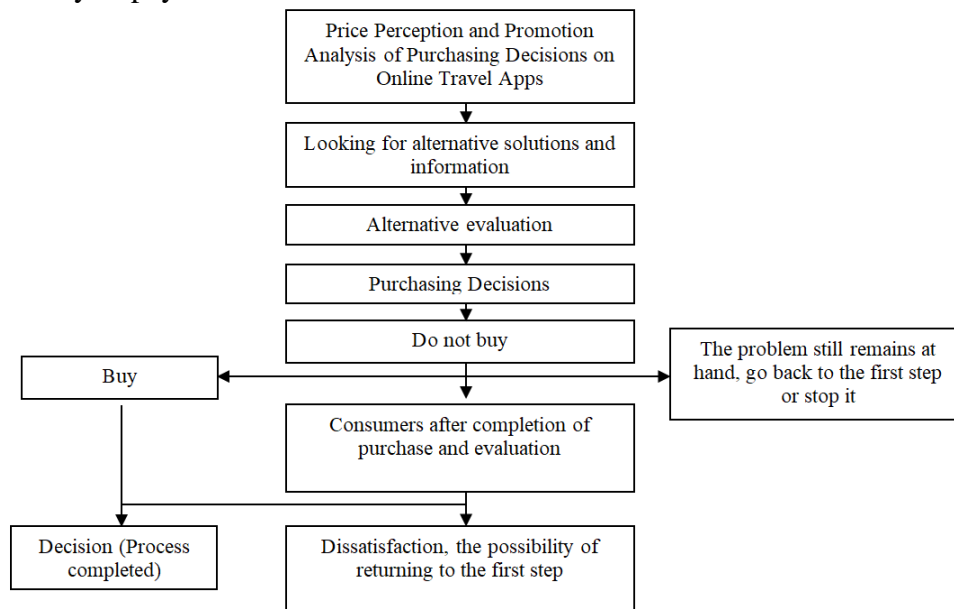 Price Perception and Promotion
Analysis of Purchasing Decisions on
Online Travel Apps
Looking for alternative solutions and
information
Alternative evaluation
Purchasing Decisions
Do not buy
Buy
The problem still remains at
hand, go back to the first step
or stop it
Consumers after completion of
purchase and evaluation
Decision (Process
completed)
Dissatisfaction, the possibility of
returning to the first step